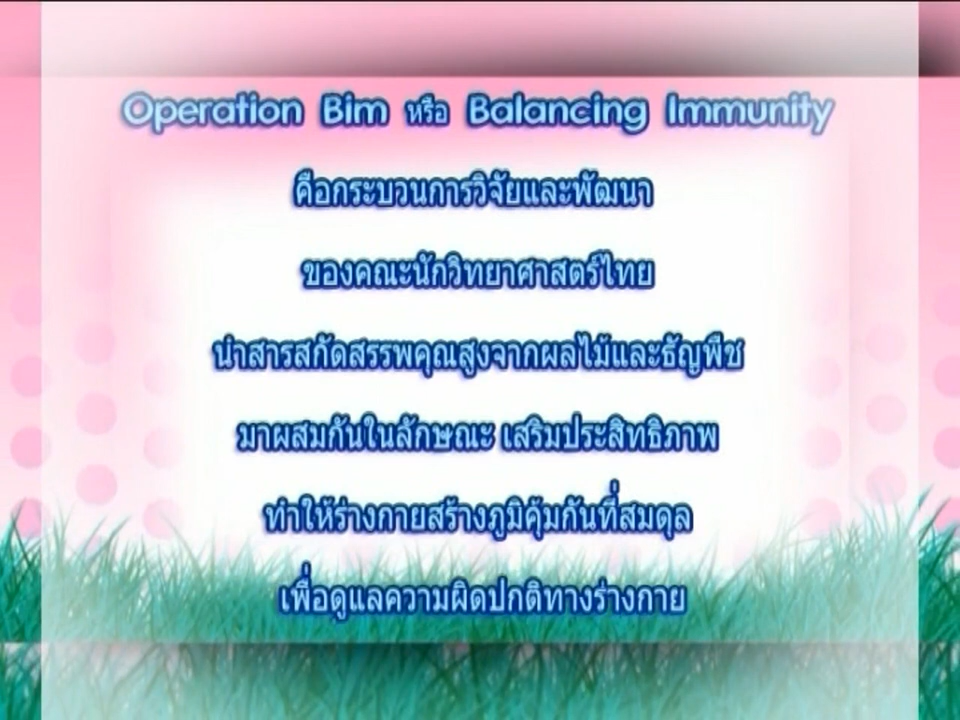 Operation Bim หรือ Balancing Immunity
คือกระบวนการวิจัยและพัฒนา
ของคณะนักวิทยาศาสตร์ไทย
นำสารสกัดสรรพคุณสูงจากผลไม้และธัญพืช
มาผสมกันในลักษณะ เสริมประสิทธิภาพ
ทำให้ร่างกายสร้างภูมิคุ้มกันที่สมดุล
เพื่อดูแลความผิดปกติทางร่างกาย